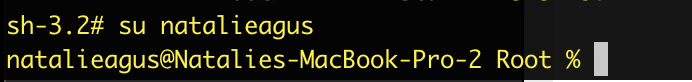 sh-3.2# su natalieagus
natalieagus@Natalies-MacBook-Pro-2 Root %